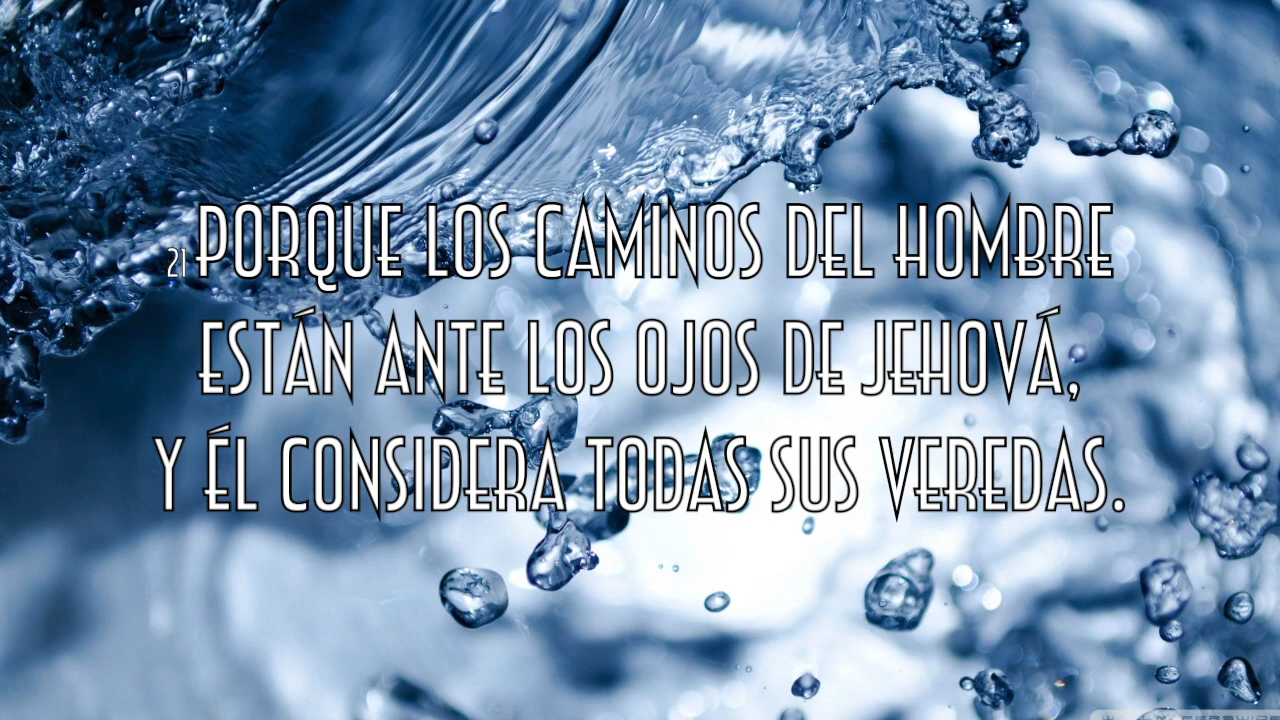 21 PORQUE LOS CAMINOS DEL HOMBRE
ESTÁN ANTE LOS OJOS DE JEHOVÁ,
Y ÉL CONSIDERA TODAS SUS VEREDAS.